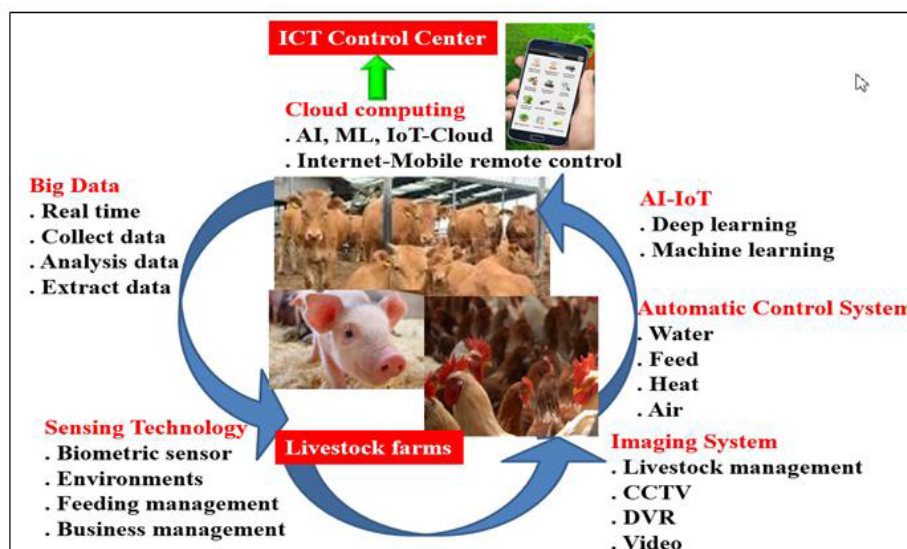 ICT Control Center
Cloud computing
. AI, ML, IoT-Cloud
. Internet-Mobile remote control
Big Data
. Real time
. Collect data
. Analysis data
. Extract data
AI-IoT
. Deep learning
. Machine learning
Automatic Control System
. Water
. Feed
. Heat
. Air
Sensing Technology
. Biometric sensor
. Environments
. Feeding management
. Business management
Livestock farms
Imaging System
. Livestock management
. CCTV
. DVR
. Video